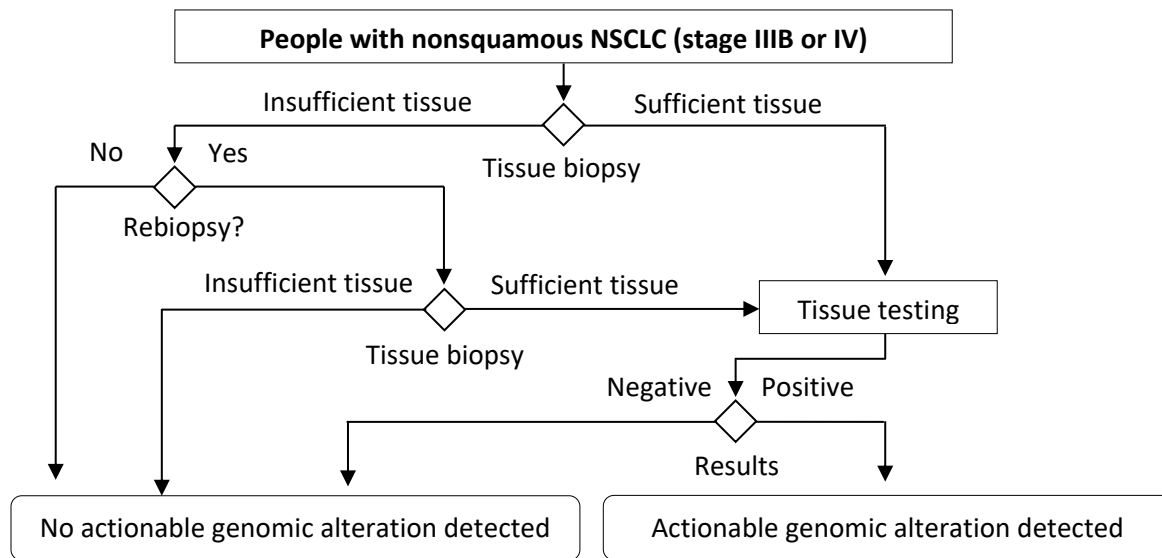 People with nonsquamous NSCLC (stage IIIB or IV)
Insufficient tissue
Sufficient tissue
Tissue biopsy
No
Yes
Rebiopsy?
Insufficient tissue
Sufficient tissue
Tissue biopsy
Tissue testing
Negative
Positive
Results
No actionable genomic alteration detected
Actionable genomic alteration detected